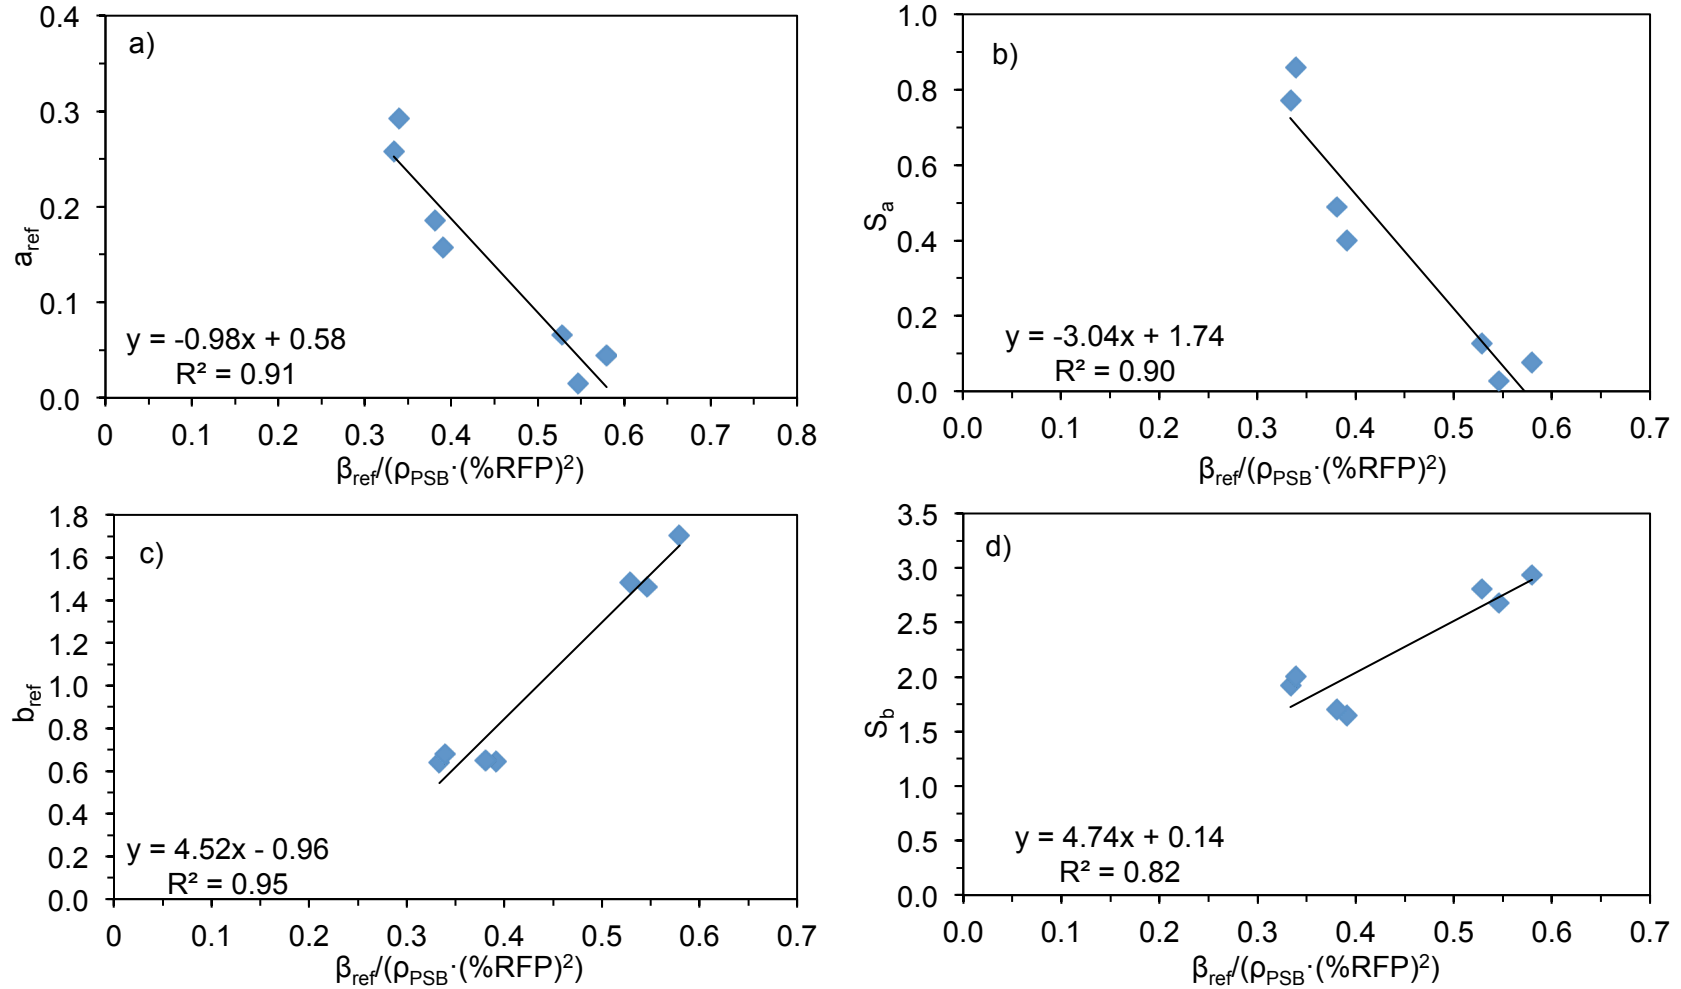 a)
0.4
0.3
0.2
0.1
0.0
a_ref
y = -0.98x + 0.58
R² = 0.91
0 0.1 0.2 0.3 0.4 0.5 0.6 0.7 0.8
β_ref/(ρ_PSB·(%RFP)²)
b)
1.0
0.8
0.6
0.4
0.2
0.0
S_a
y = -3.04x + 1.74
R² = 0.90
0.0 0.1 0.2 0.3 0.4 0.5 0.6 0.7
β_ref/(ρ_PSB·(%RFP)²)
c)
1.8
1.6
1.4
1.2
1.0
0.8
0.6
0.4
0.2
0.0
b_ref
y = 4.52x - 0.96
R² = 0.95
0 0.1 0.2 0.3 0.4 0.5 0.6 0.7
β_ref/(ρ_PSB·(%RFP)²)
d)
3.5
3.0
2.5
2.0
1.5
1.0
0.5
0.0
S_b
y = 4.74x + 0.14
R² = 0.82
0.0 0.1 0.2 0.3 0.4 0.5 0.6 0.7
β_ref/(ρ_PSB·(%RFP)²)